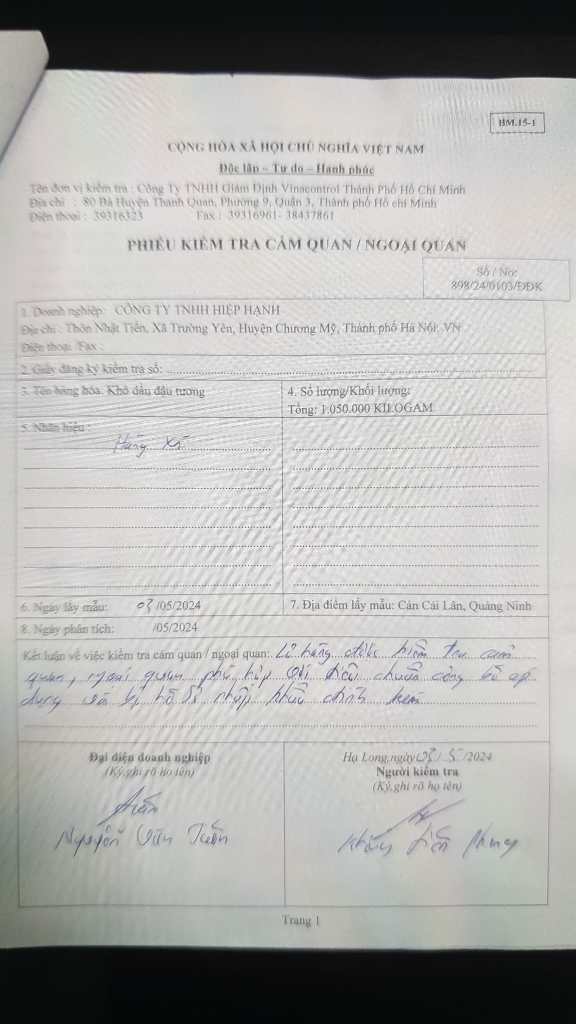 BM.15-1
CỘNG HÒA XÃ HỘI CHỦ NGHĨA VIỆT NAM
Độc lập – Tự do – Hạnh phúc
Tên đơn vị kiểm tra : Công Ty TNHH Giám Định Vinacontrol Thành Phố Hồ Chí Minh
Địa chỉ : 80 Bà Huyện Thanh Quan, Phường 9, Quận 3, Thành phố Hồ chí Minh
Điện thoại : 39316323 Fax : 39316961- 38437861
PHIẾU KIỂM TRA CẢM QUAN / NGOẠI QUAN
Số / No:
898/24/0103/ĐDK
1. Doanh nghiệp: CÔNG TY TNHH HIỆP HẠNH
Địa chỉ : Thôn Nhật Tiến, Xã Trường Yên, Huyện Chương Mỹ, Thành phố Hà Nội, VN
Điện thoại /Fax :
2. Giấy đăng ký kiểm tra số:
3. Tên hàng hóa: Khô dầu đậu tương
4. Số lượng/Khối lượng:
Tổng: 1.050.000 KILOGAM
5. Nhãn hiệu :
Hàng xá
6. Ngày lấy mẫu: 03/05/2024
7. Địa điểm lấy mẫu: Cản Cái Lân, Quảng Ninh
8. Ngày phân tích: /05/2024
Kết luận về việc kiểm tra cảm quan / ngoại quan: Lô hàng được kiểm tra cảm
quan, ngoại quan phù hợp với tiêu chuẩn công bố áp
dụng và bộ hồ sơ nhập khẩu đính kèm
Đại diện doanh nghiệp
(Ký,ghi rõ họ tên)
Nguyễn Văn Tuấn
Hạ Long,ngày 03/.5./2024
Người kiểm tra
(Ký,ghi rõ họ tên)
Tiến
Trang 1